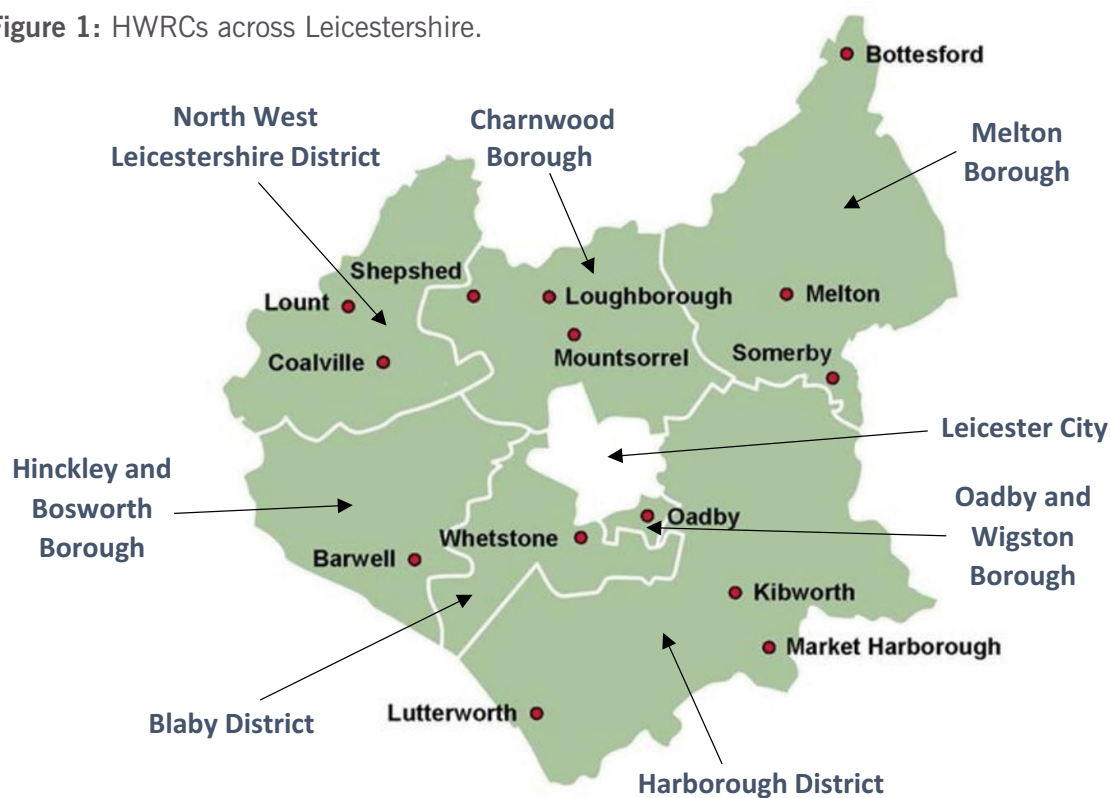 Figure 1: HWRCs across Leicestershire.
Bottesford
North West
Leicestershire District
Charnwood
Borough
Melton
Borough
Shepshed
Lount
Loughborough
Melton
Coalville
Mountsorrel
Somerby
Leicester City
Hinckley and
Bosworth
Borough
Oadby and
Wigston
Borough
Oadby
Whetstone
Barwell
Kibworth
Market Harborough
Blaby District
Lutterworth
Harborough District